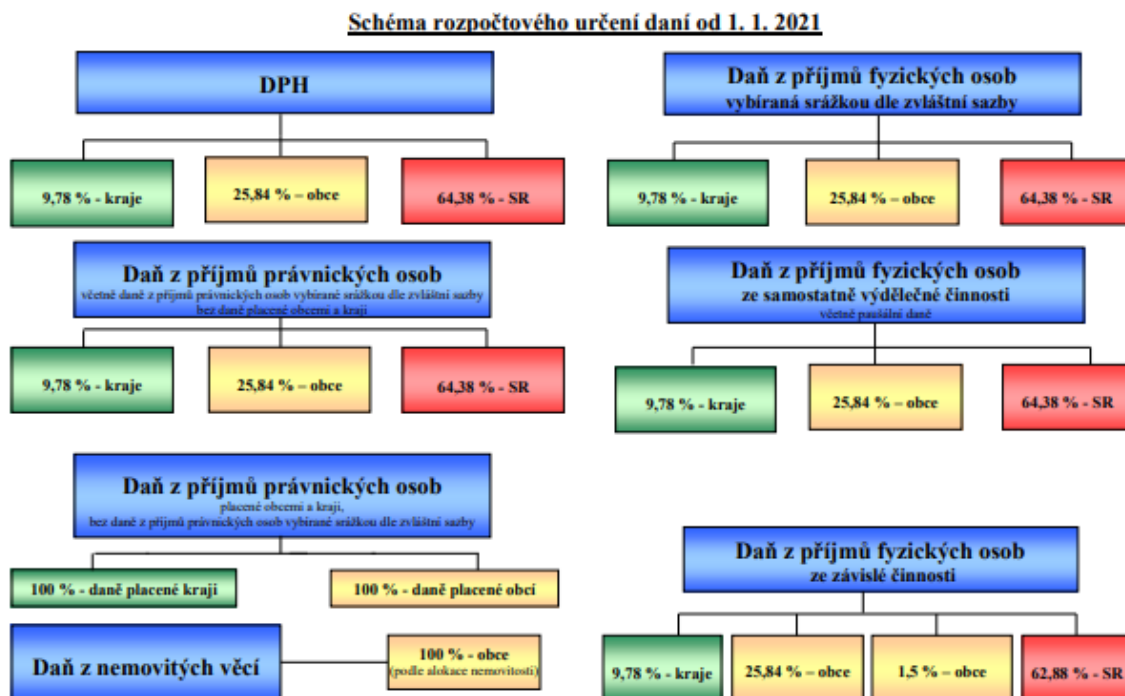 Schéma rozpočtového určení daní od 1. 1. 2021
DPH
9,78 % - kraje
25,84 % – obce
64,38 % - SR
Daň z příjmů fyzických osob
vybíraná srážkou dle zvláštní sazby
9,78 % - kraje
25,84 % – obce
64,38 % - SR
Daň z příjmů právnických osob
včetně daně z příjmů právnických osob vybírané srážkou dle zvláštní sazby
bez daně placené obcemi a kraji
9,78 % - kraje
25,84 % – obce
64,38 % - SR
Daň z příjmů fyzických osob
ze samostatně výdělečné činnosti
včetně paušální daně
9,78 % - kraje
25,84 % – obce
64,38 % - SR
Daň z příjmů právnických osob
placené obcemi a kraji,
bez daně z příjmů právnických osob vybírané srážkou dle zvláštní sazby
100 % - daně placené kraji
100 % - daně placené obcí
Daň z příjmů fyzických osob
ze závislé činnosti
9,78 % - kraje
25,84 % – obce
1,5 % – obce
62,88 % - SR
Daň z nemovitých věcí
100 % - obce
(podle alokace nemovitosti)